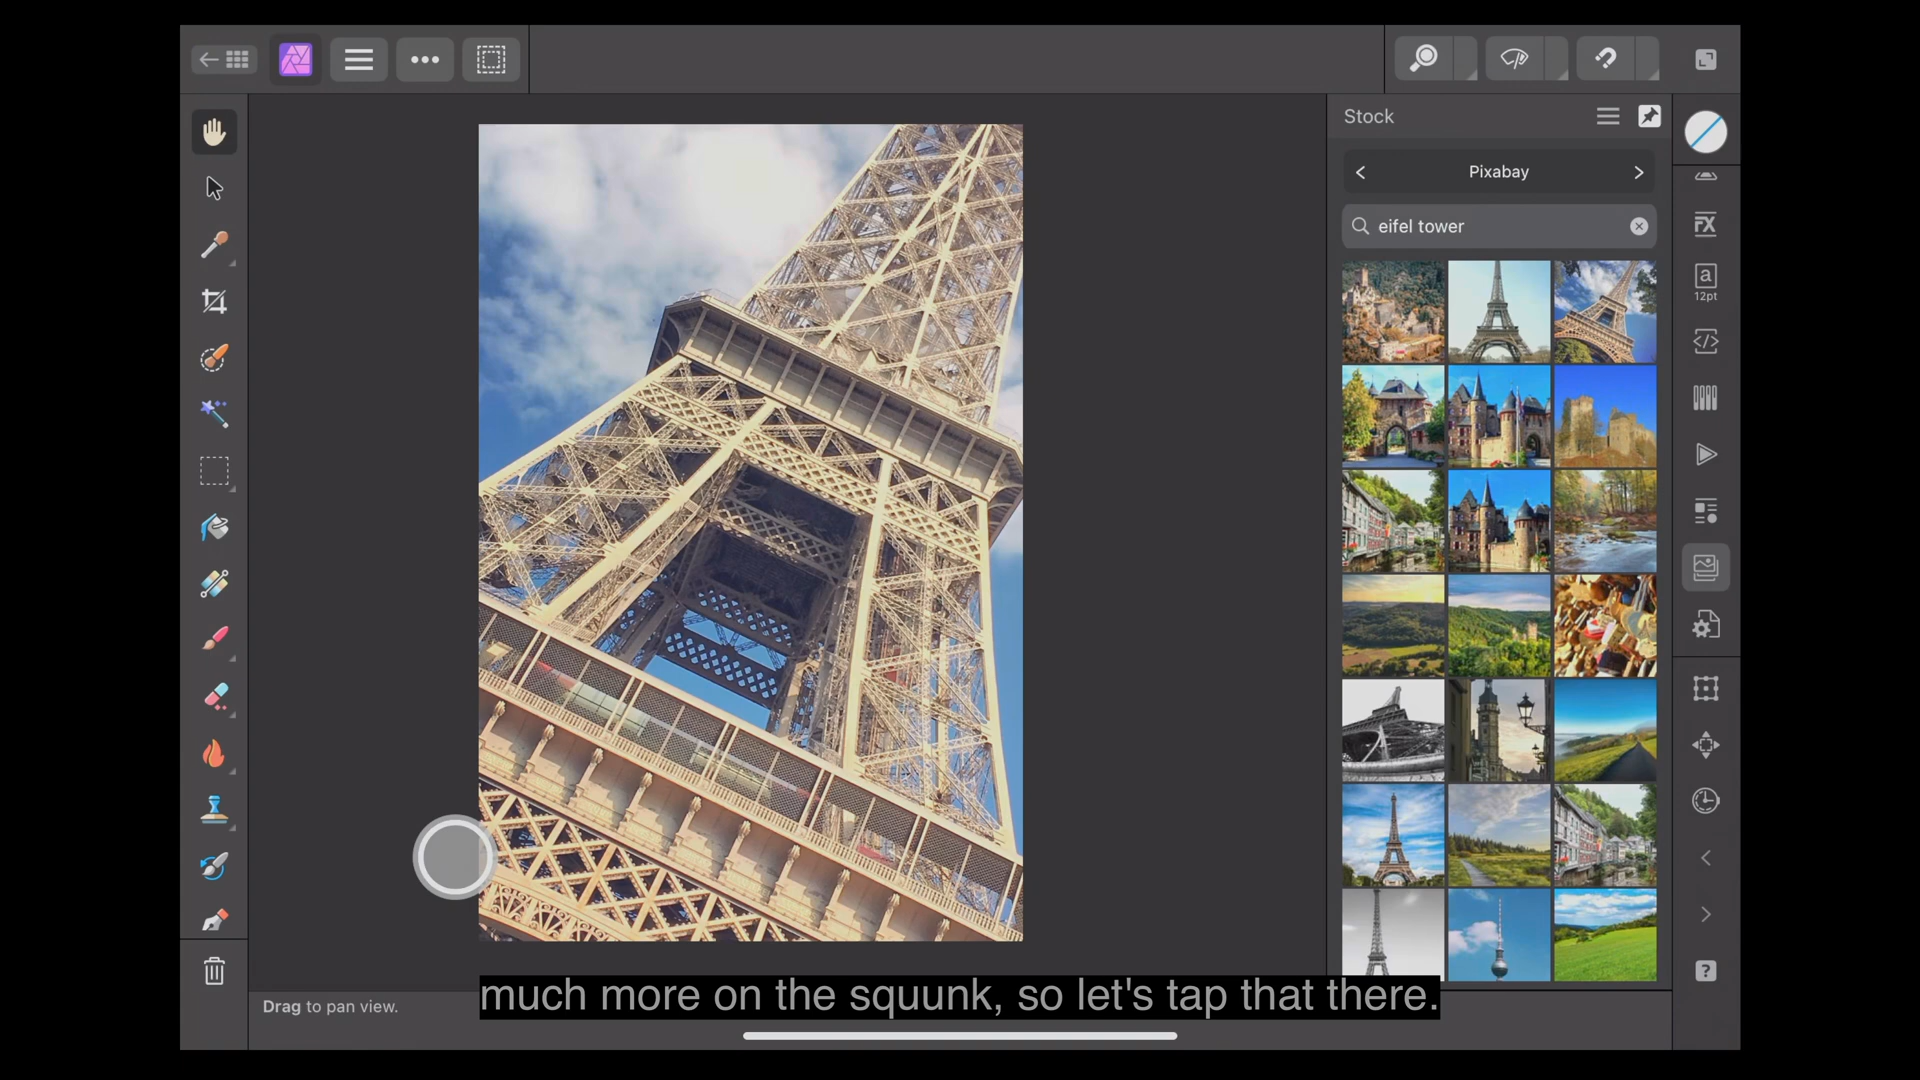 Stock
Pixabay
eifel tower
FX
a
12pt
?
Drag to pan view.
much more on the squunk, so let's tap that there.